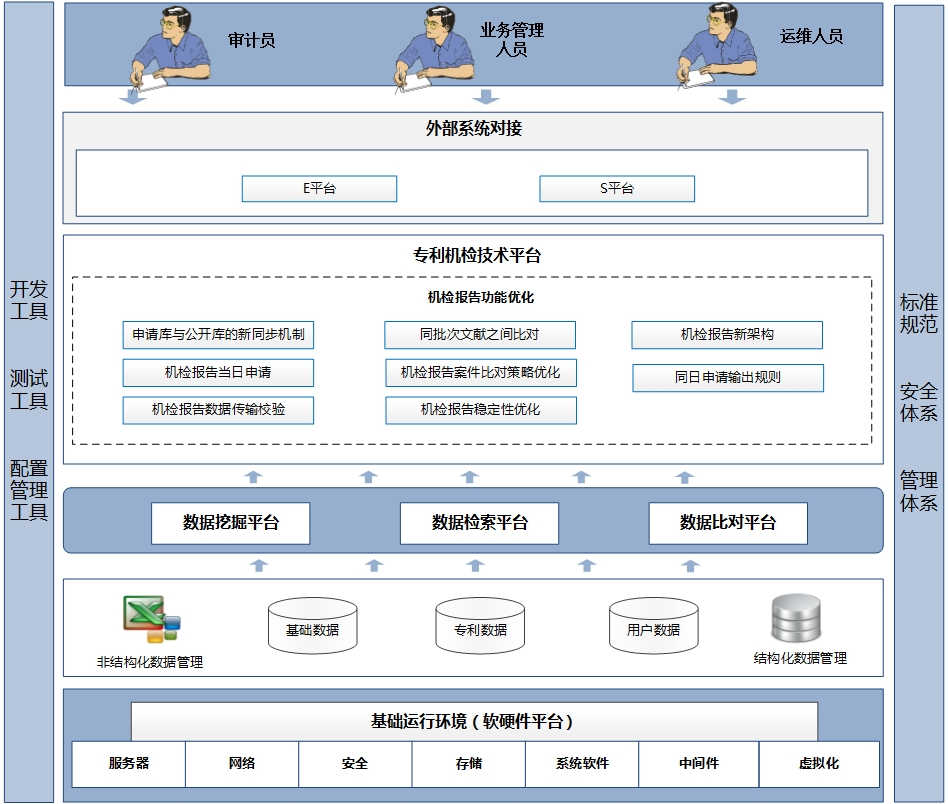 审计员
业务管理
人员
运维人员
外部系统对接
E平台
S平台
专利机检技术平台
机检报告功能优化
申请库与公开库的新同步机制
同批次文献之间比对
机检报告新架构
机检报告当日申请
机检报告案件比对策略优化
同日申请输出规则
机检报告数据传输校验
机检报告稳定性优化
数据挖掘平台
数据检索平台
数据比对平台
基础数据
专利数据
用户数据
非结构化数据管理
结构化数据管理
基础运行环境（软硬件平台）
服务器
网络
安全
存储
系统软件
中间件
虚拟化
开发
工具
测试
工具
配置
管理
工具
标准
规范
安全
体系
管理
体系